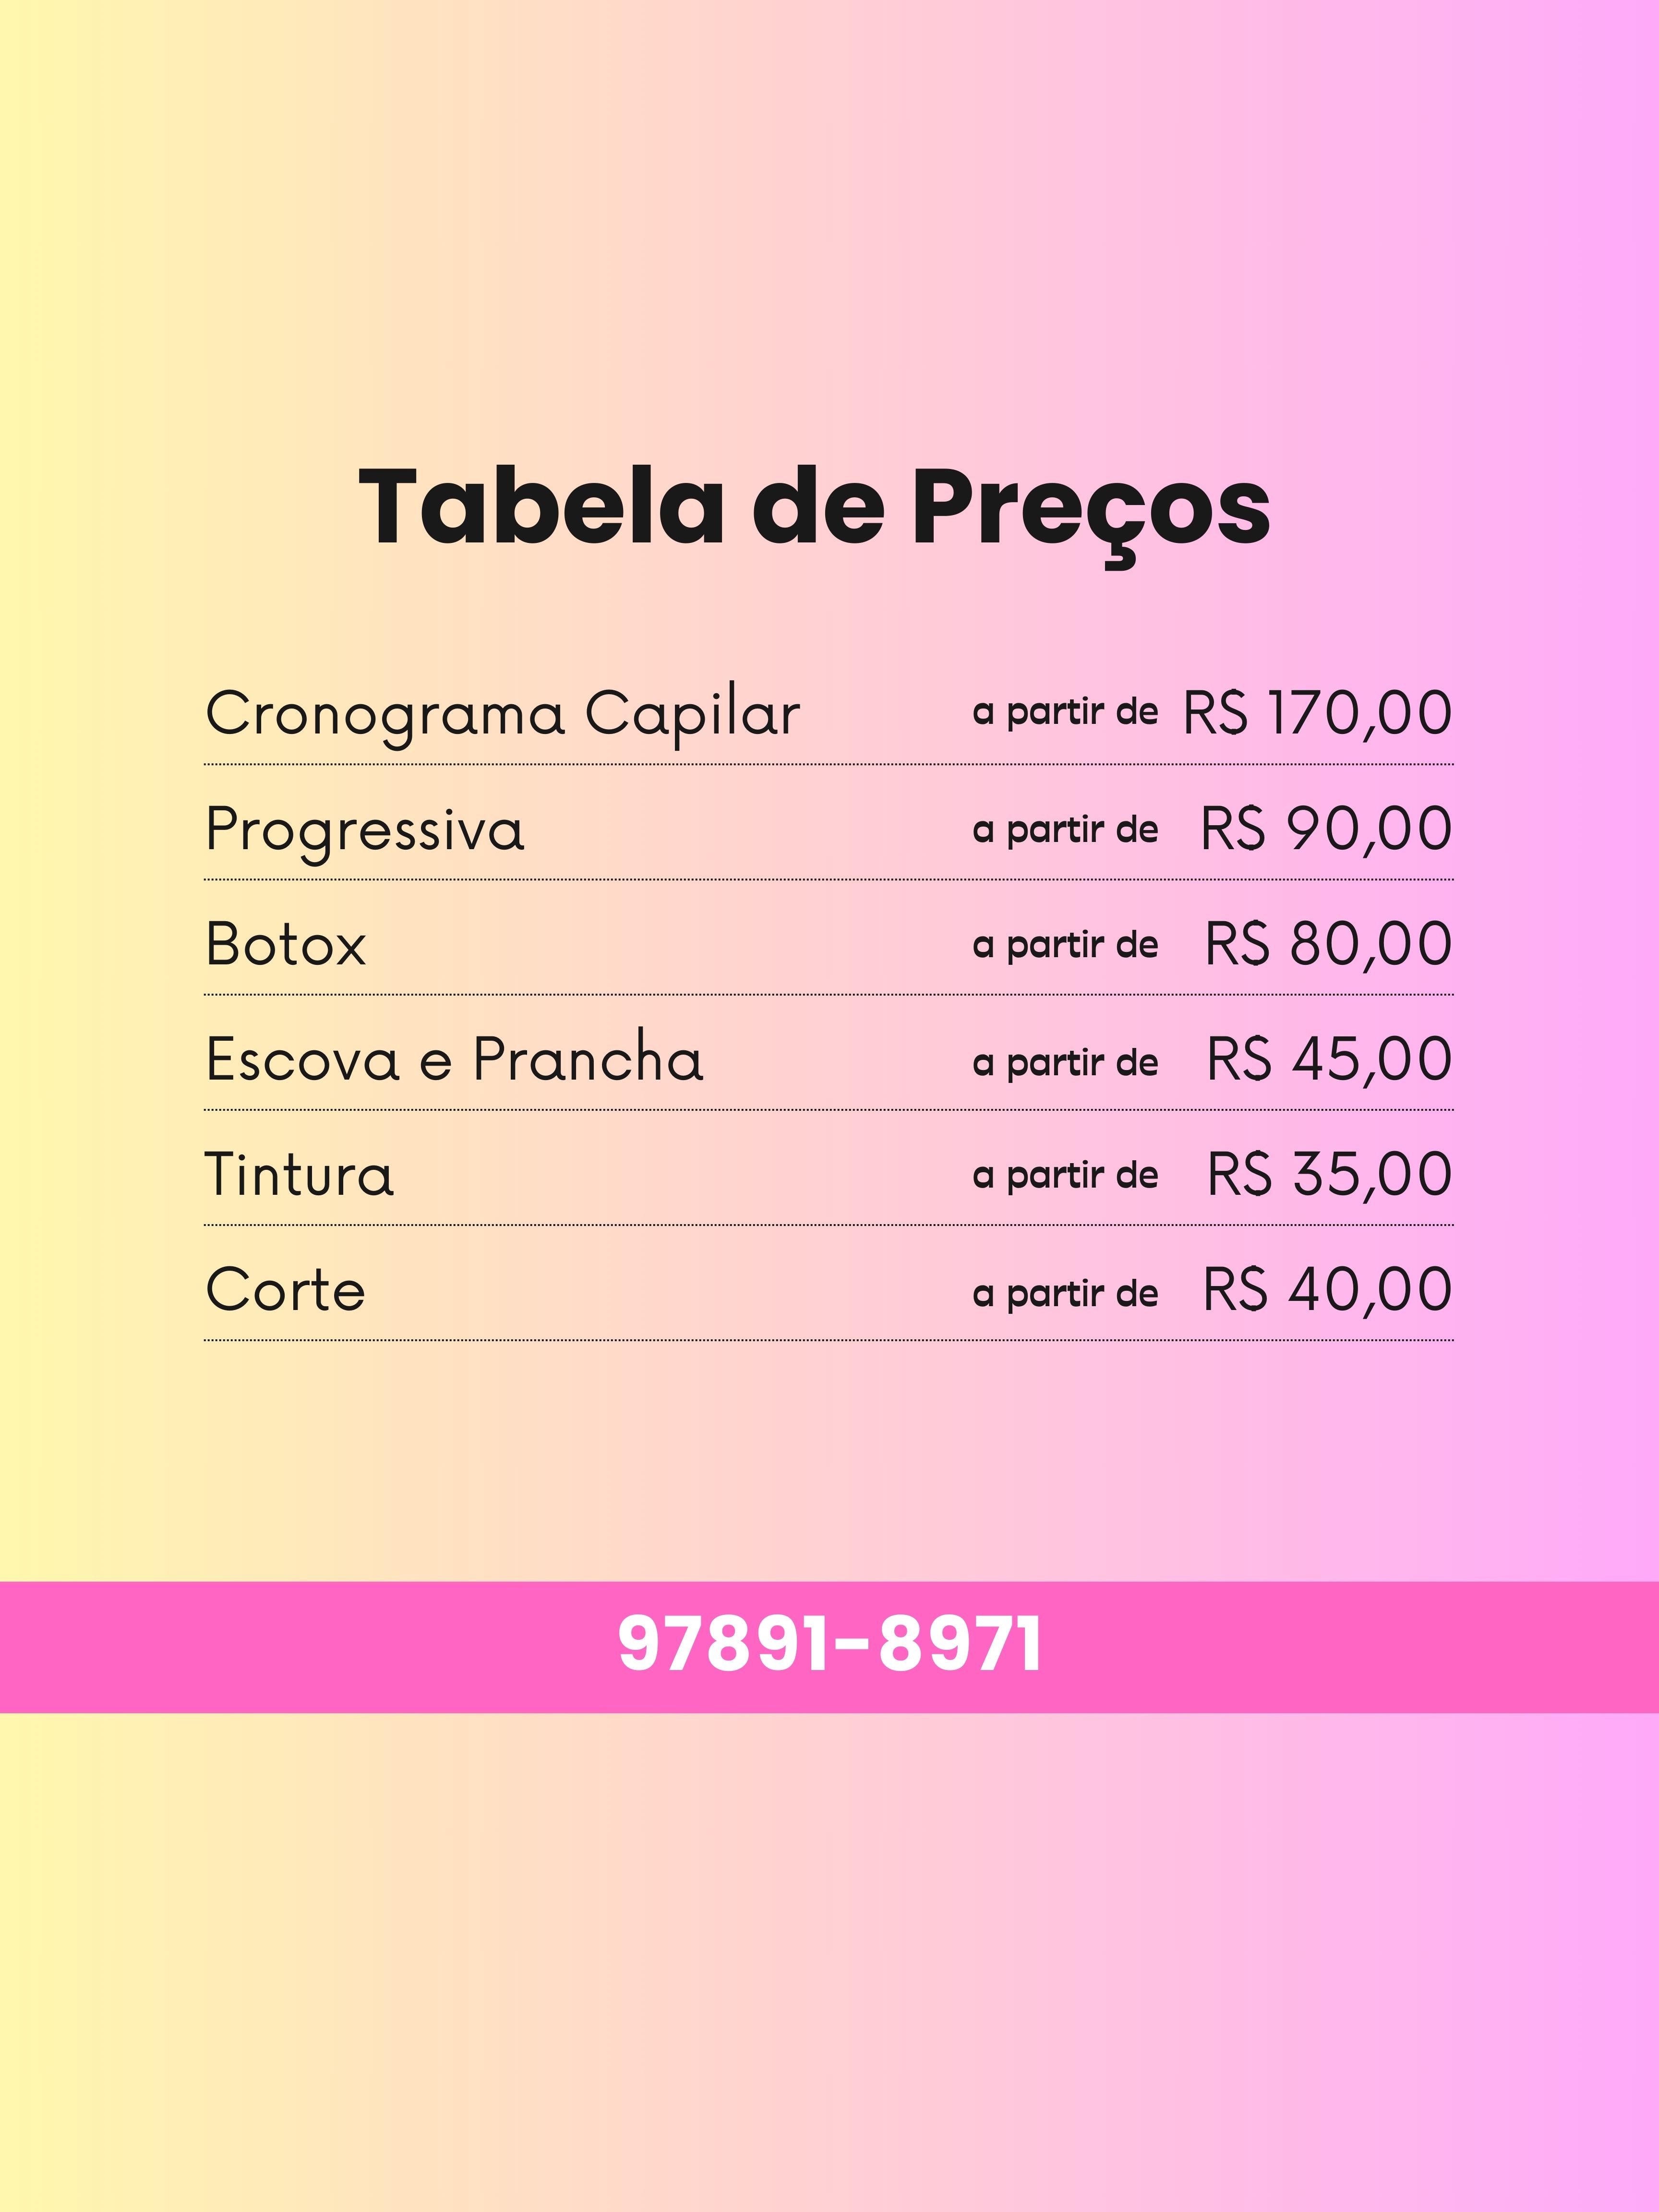 Tabela de Preços
Cronograma Capilar a partir de R$ 170,00
Progressiva a partir de R$ 90,00
Botox a partir de R$ 80,00
Escova e Prancha a partir de R$ 45,00
Tintura a partir de R$ 35,00
Corte a partir de R$ 40,00
97891-8971